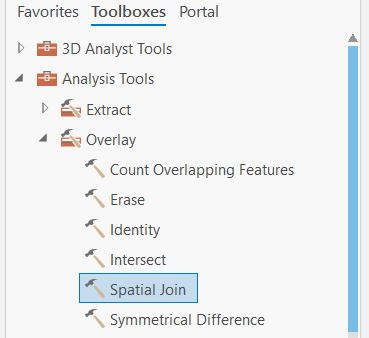 Favorites Toolboxes Portal
3D Analyst Tools
Analysis Tools
Extract
Overlay
Count Overlapping Features
Erase
Identity
Intersect
Spatial Join
Symmetrical Difference